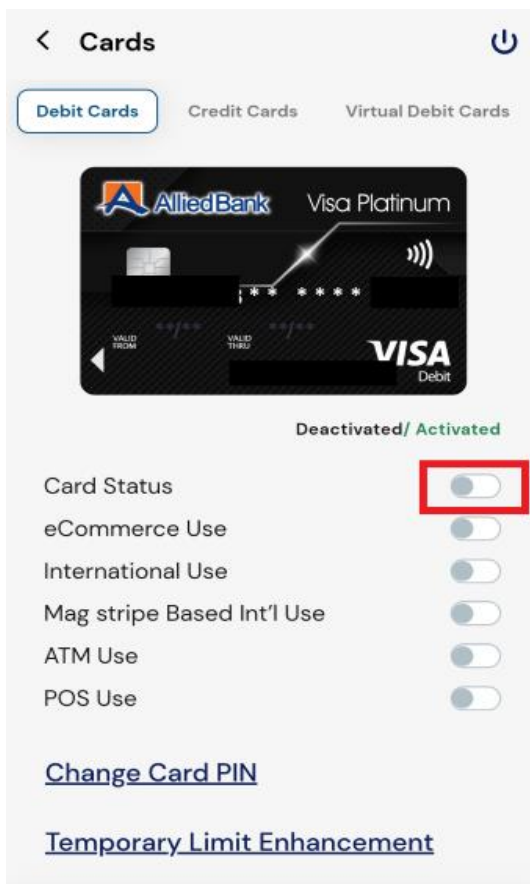 Cards
Debit Cards Credit Cards Virtual Debit Cards
Allied Bank Visa Platinum
** ****
VALID FROM **/** VALID THRU **/**
VISA
Debit
Deactivated/ Activated
Card Status
eCommerce Use
International Use
Mag stripe Based Int'l Use
ATM Use
POS Use
Change Card PIN
Temporary Limit Enhancement